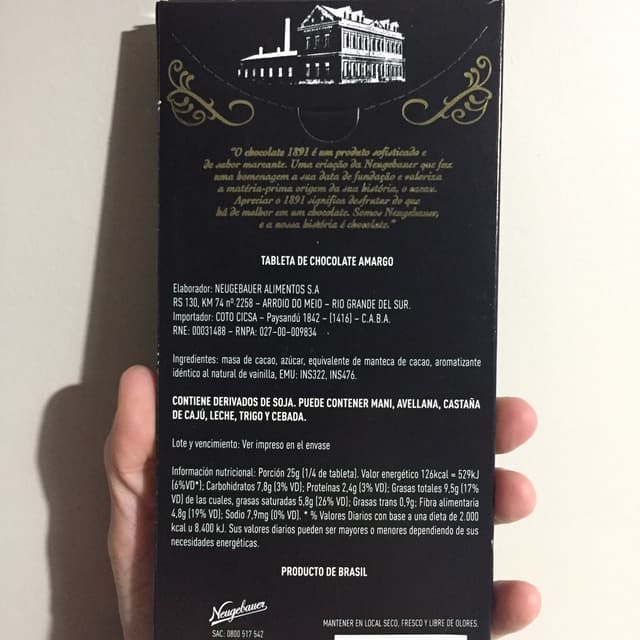 "O chocolate 1891 é um produto sofisticado e
de sabor marcante. Uma criação da Neugebauer que faz
uma homenagem a sua data de fundação e valoriza
a matéria-prima origem da sua história, o cacau.
Apreciar o 1891 significa desfrutar do que
há de melhor em um chocolate. Somos Neugebauer,
e a nossa história é chocolate."
TABLETA DE CHOCOLATE AMARGO
Elaborador: NEUGEBAUER ALIMENTOS S.A
RS 130, KM 74 nº 2258 – ARROIO DO MEIO – RIO GRANDE DEL SUR.
Importador: COTO CICSA – Paysandú 1842 – (1416) – C.A.B.A.
RNE: 00031488 – RNPA: 027-00-009834
Ingredientes: masa de cacao, azúcar, equivalente de manteca de cacao, aromatizante
idéntico al natural de vainilla, EMU: INS322, INS476.
CONTIENE DERIVADOS DE SOJA. PUEDE CONTENER MANI, AVELLANA, CASTAÑA
DE CAJÚ, LECHE, TRIGO Y CEBADA.
Lote y vencimiento: Ver impreso en el envase
Información nutricional: Porción 25g (1/4 de tableta). Valor energético 126kcal = 529kJ
(6%VD*); Carbohidratos 7,8g (3% VD); Proteínas 2,4g (3% VD); Grasas totales 9,5g (17%
VD) de las cuales, grasas saturadas 5,8g (26% VD); Grasas trans 0,9g; Fibra alimentaria
4,8g (19% VD); Sodio 7,9mg (0% VD). * % Valores Diarios con base a una dieta de 2.000
kcal u 8.400 kJ. Sus valores diarios pueden ser mayores o menores dependiendo de sus
necesidades energéticas.
PRODUCTO DE BRASIL
Neugebauer
SAC: 0800 517 542
MANTENER EN LOCAL SECO, FRESCO Y LIBRE DE OLORES.